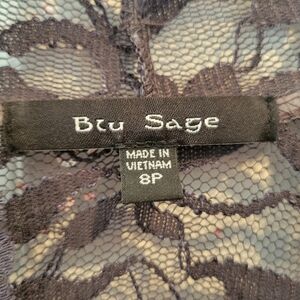 Blu Sage
MADE IN
VIETNAM
8P